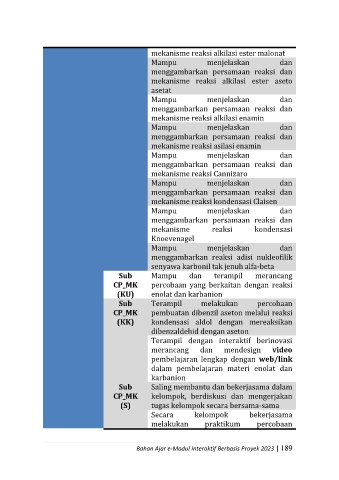 mekanisme reaksi alkilasi ester malonat
Mampu menjelaskan dan
menggambarkan persamaan reaksi dan
mekanisme reaksi alkilasi ester aseto
asetat
Mampu menjelaskan dan
menggambarkan persamaan reaksi dan
mekanisme reaksi alkilasi enamin
Mampu menjelaskan dan
menggambarkan persamaan reaksi dan
mekanisme reaksi asilasi enamin
Mampu menjelaskan dan
menggambarkan persamaan reaksi dan
mekanisme reaksi Cannizaro
Mampu menjelaskan dan
menggambarkan persamaan reaksi dan
mekanisme reaksi kondensasi Claisen
Mampu menjelaskan dan
menggambarkan persamaan reaksi dan
mekanisme reaksi kondensasi
Knoevenagel
Mampu menjelaskan dan
menggambarkan reaksi adisi nukleofilik
senyawa karbonil tak jenuh alfa-beta
Sub
CP_MK
(KU)
Mampu dan terampil merancang
percobaan yang berkaitan dengan reaksi
enolat dan karbanion
Sub
CP_MK
(KK)
Terampil melakukan percobaan
pembuatan dibenzil aseton melalui reaksi
kondensasi aldol dengan mereaksikan
dibenzaldehid dengan aseton
Terampil dengan interaktif berinovasi
merancang dan mendesign video
pembelajaran lengkap dengan web/link
dalam pembelajaran materi enolat dan
karbanion
Sub
CP_MK
(S)
Saling membantu dan bekerjasama dalam
kelompok, berdiskusi dan mengerjakan
tugas kelompok secara bersama-sama
Secara kelompok bekerjasama
melakukan praktikum percobaan
Bahan Ajar e-Modul Interaktif Berbasis Proyek 2023 | 189